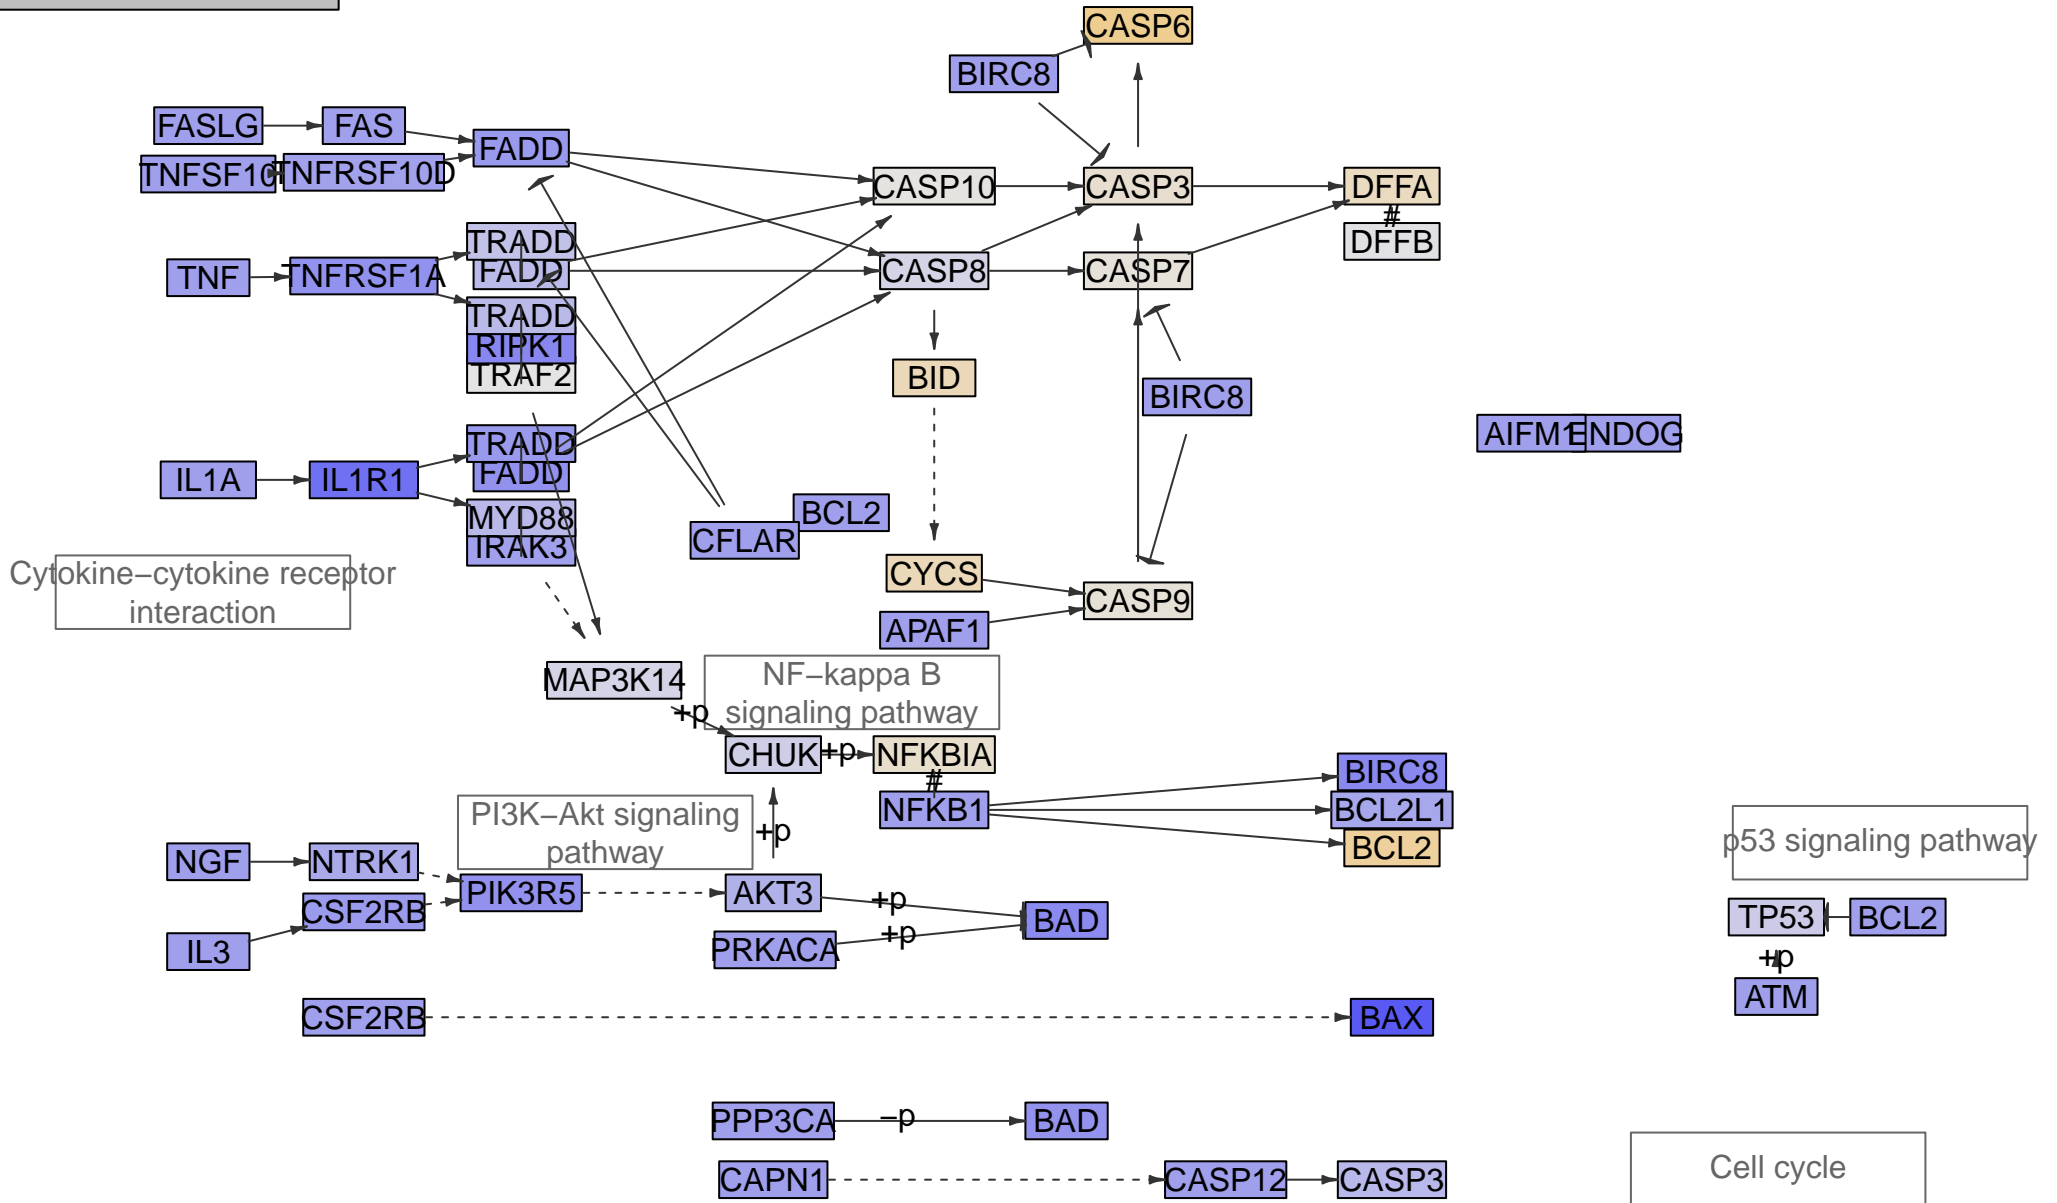 CASP6
BIRC8
FASLG
FAS
FADD
TNFSF10
TNFRSF10D
CASP10
CASP3
DFFA
#
DFFB
TRADD
FADD
TNF
TNFRSF1A
CASP8
CASP7
TRADD
RIPK1
TRAF2
BID
BIRC8
AIFM1
ENDOG
TRADD
FADD
IL1A
IL1R1
MYD88
IRAK3
BCL2
CFLAR
CYCS
CASP9
APAF1
Cytokine−cytokine receptor
interaction
MAP3K14
NF−kappa B
signaling pathway
+p
CHUK
+p
NFKBIA
#
NFKB1
BIRC8
BCL2L1
BCL2
PI3K−Akt signaling
pathway
+p
p53 signaling pathway
NGF
NTRK1
PIK3R5
AKT3
+p
BAD
CSF2RB
IL3
PRKACA
+p
TP53
BCL2
+p
ATM
CSF2RB
BAX
PPP3CA
−p
BAD
CAPN1
CASP12
CASP3
Cell cycle